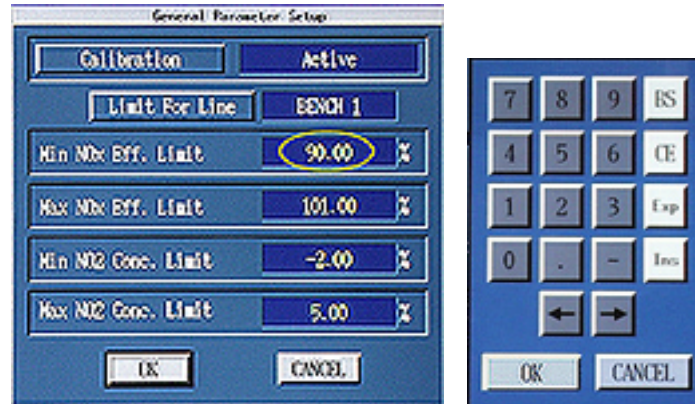 General Parameter Setup
Calibration Active
Limit For Line BENCH 1
Min NOx Eff. Limit 90.00 %
Max NOx Eff. Limit 101.00 %
Min NO2 Conc. Limit -2.00 %
Max NO2 Conc. Limit 5.00 %
OK CANCEL
7 8 9 BS
4 5 6 CE
1 2 3 Exp
0 . - Ins
← →
OK CANCEL